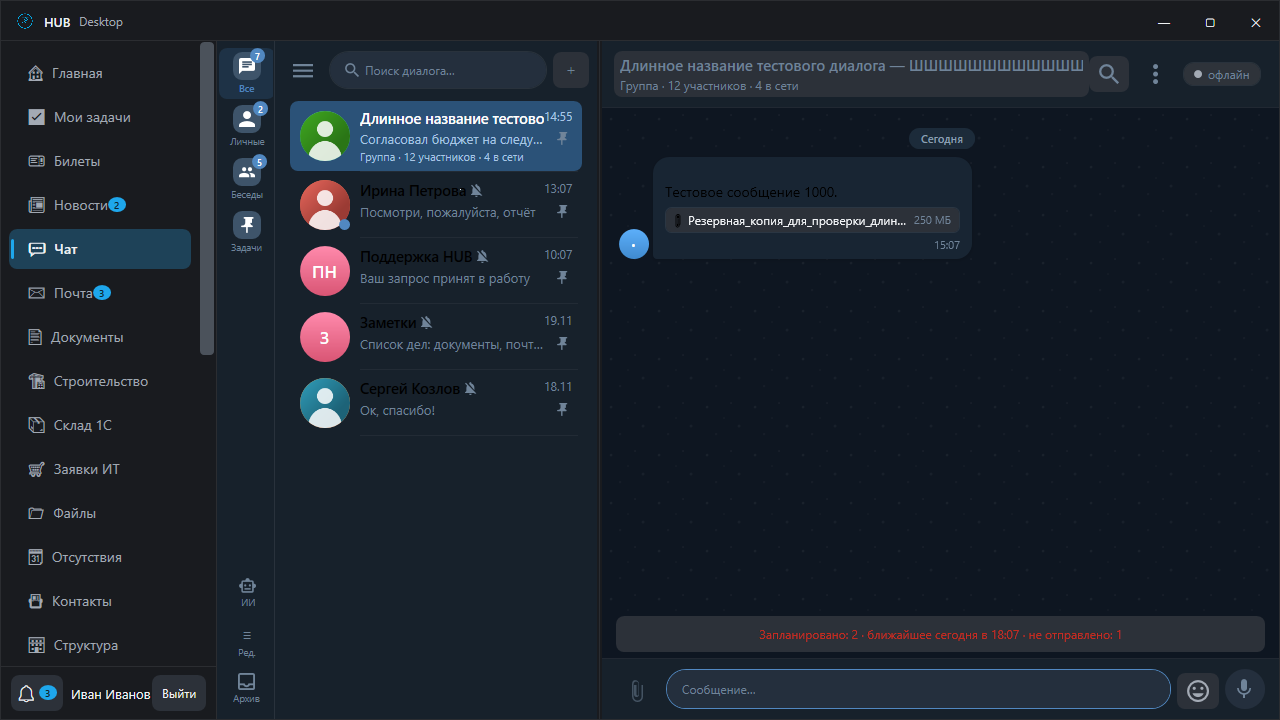 HUB Desktop
Главная
Мои задачи
Билеты
Новости 2
Чат
Почта 3
Документы
Строительство
Склад 1С
Заявки ИТ
Файлы
31 Отсутствия
Контакты
Структура
3 Иван Иванов Выйти
7
Все
2
Личные
5
Беседы
Задачи
ИИ
Ред.
Архив
Поиск диалога... +
Длинное название тестово 14:55
Согласовал бюджет на следу...
Группа · 12 участников · 4 в сети
Ирина Петрова 13:07
Посмотри, пожалуйста, отчёт
ПН Поддержка HUB 10:07
Ваш запрос принят в работу
З Заметки 19.11
Список дел: документы, почт...
Сергей Козлов 18.11
Ок, спасибо!
Длинное название тестового диалога — ШШШШШШШШШШШШ
Группа · 12 участников · 4 в сети
офлайн
Сегодня
Тестовое сообщение 1000.
Резервная_копия_для_проверки_длин... 250 МБ
15:07
Запланировано: 2 · ближайшее сегодня в 18:07 · не отправлено: 1
Сообщение...